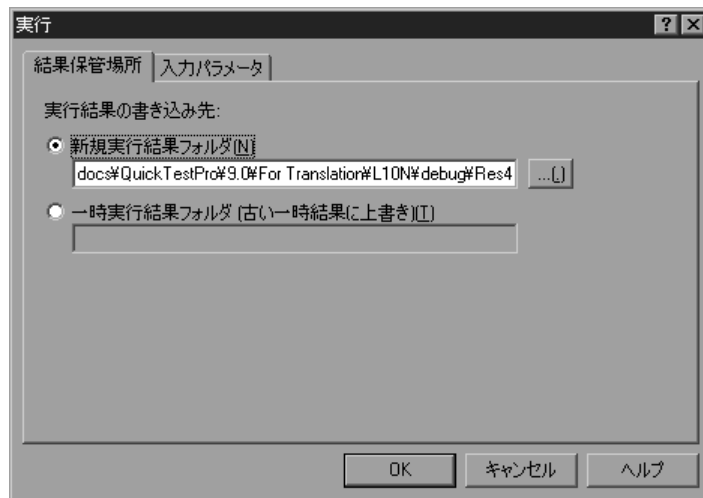 実行
結果保管場所 入力パラメータ
実行結果の書き込み先:
新規実行結果フォルダ(N)
docs¥QuickTestPro¥9.0¥For Translation¥L10N¥debug¥Res4 ...(.)
一時実行結果フォルダ (古い一時結果に上書き)(T)
OK キャンセル ヘルプ